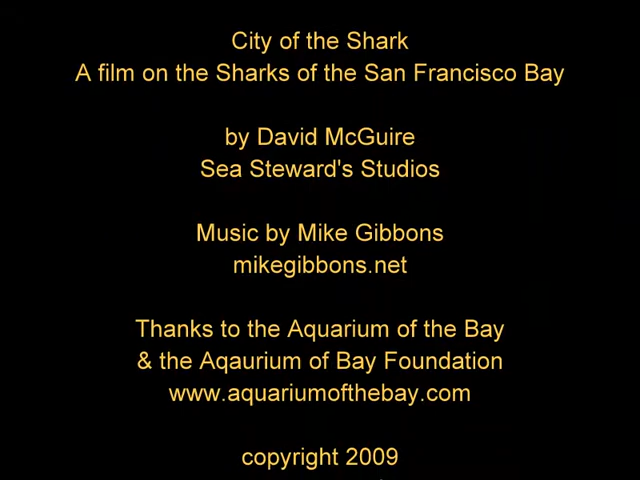 City of the Shark
A film on the Sharks of the San Francisco Bay
by David McGuire
Sea Steward's Studios
Music by Mike Gibbons
mikegibbons.net
Thanks to the Aquarium of the Bay
& the Aqaurium of Bay Foundation
www.aquariumofthebay.com
copyright 2009